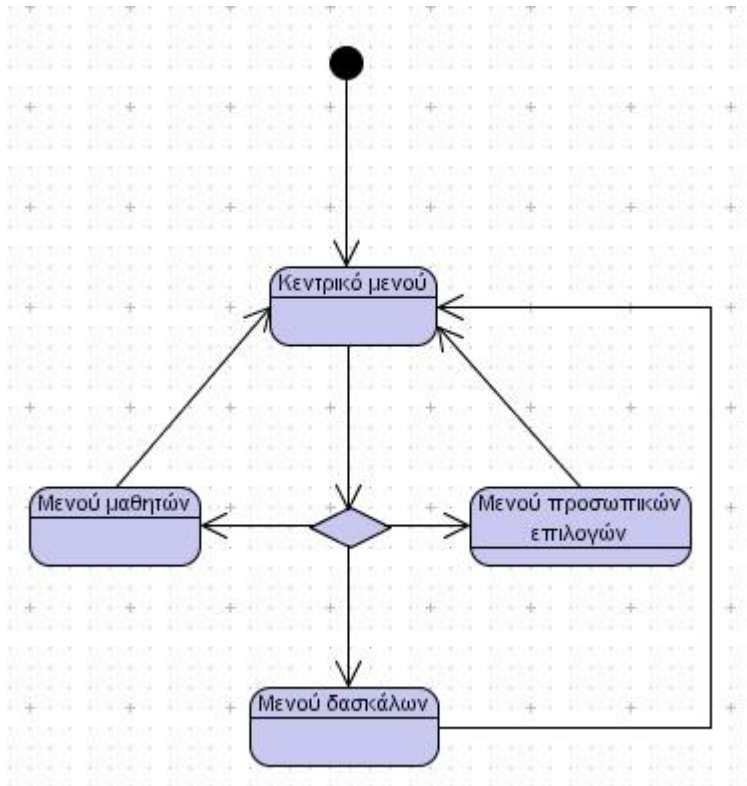 Κεντρικό μενού
Μενού μαθητών
Μενού προσωπικών
επιλογών
Μενού δασκάλων